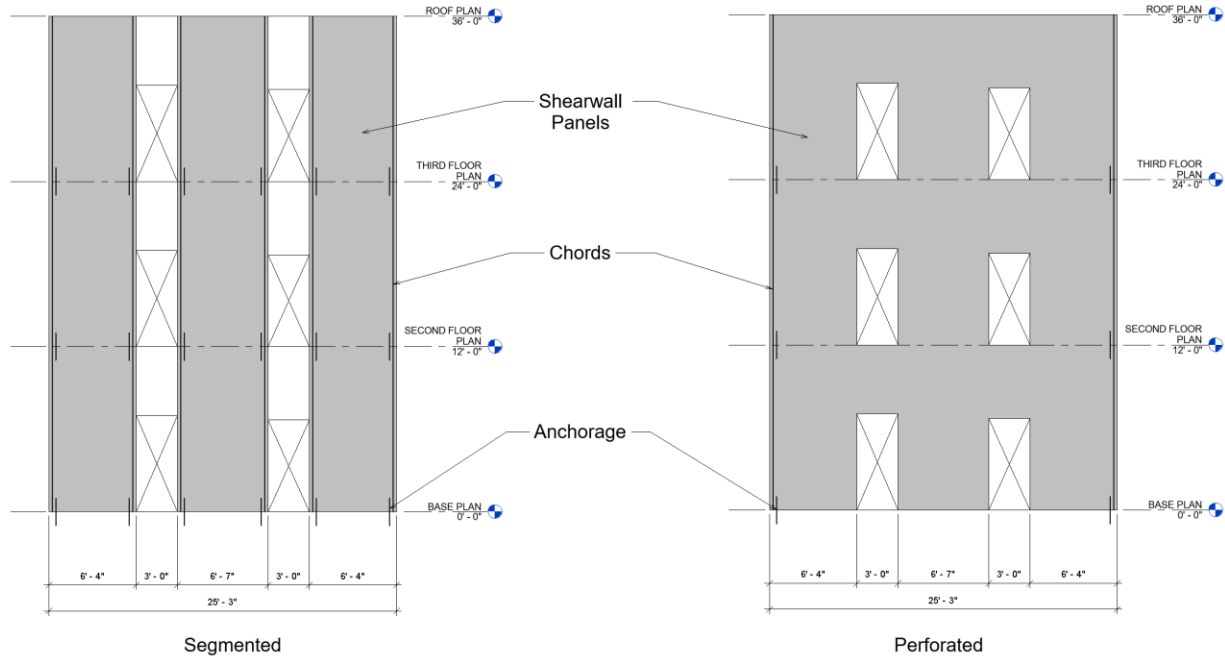 ROOF PLAN
36' - 0"
THIRD FLOOR
PLAN
24' - 0"
SECOND FLOOR
PLAN
12' - 0"
BASE PLAN
0' - 0"
6' - 4"
3' - 0"
6' - 7"
3' - 0"
6' - 4"
25' - 3"
Segmented
Shearwall
Panels
Chords
Anchorage
ROOF PLAN
36' - 0"
THIRD FLOOR
PLAN
24' - 0"
SECOND FLOOR
PLAN
12' - 0"
BASE PLAN
0' - 0"
6' - 4"
3' - 0"
6' - 7"
3' - 0"
6' - 4"
25' - 3"
Perforated